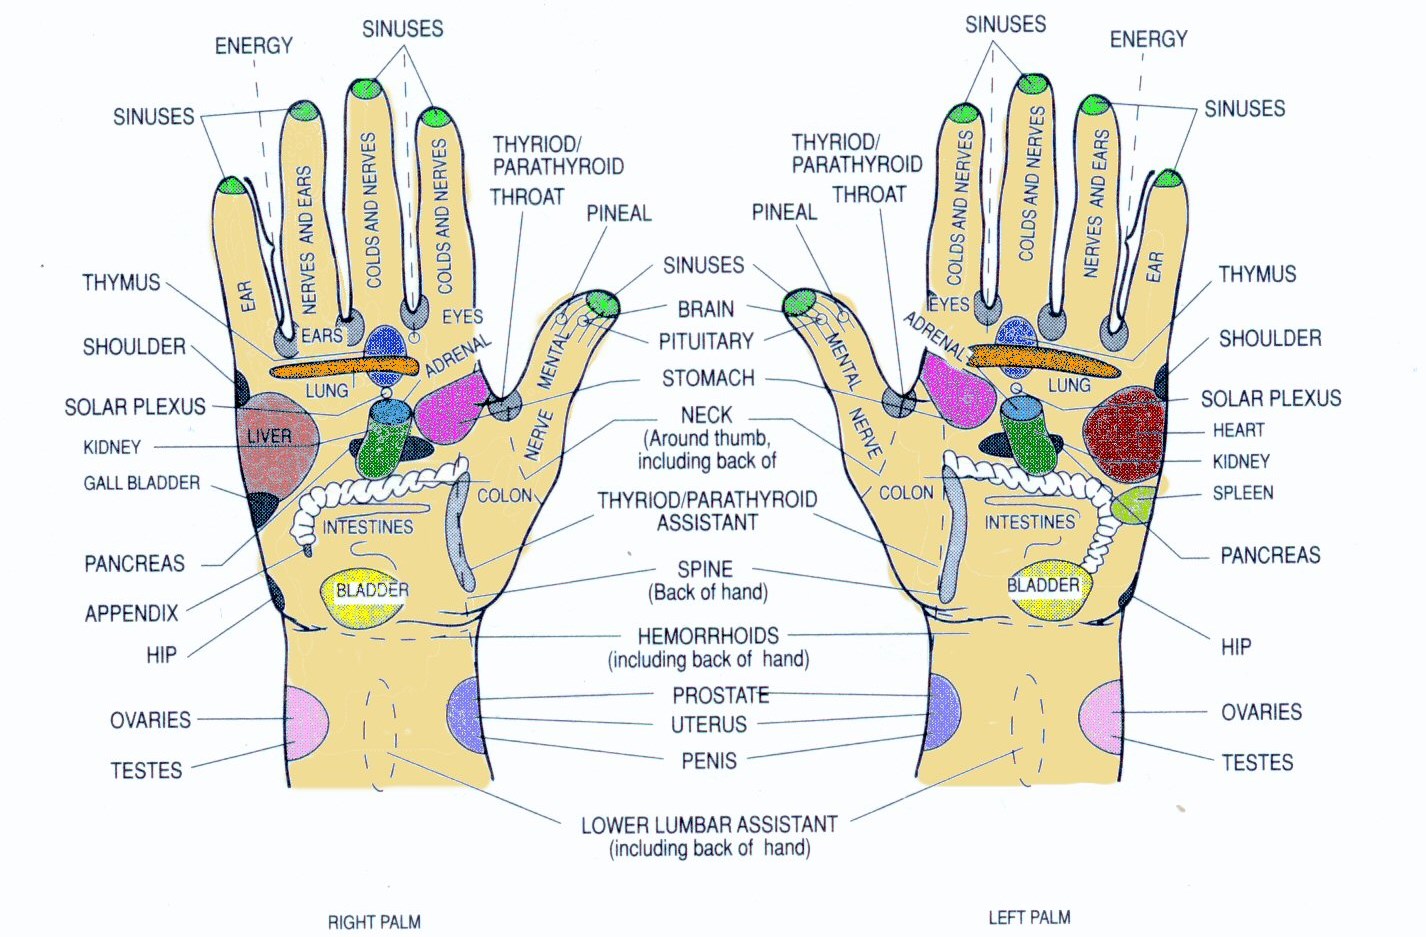 SINUSES
ENERGY
SINUSES
THYRIOD/
PARATHYROID
THROAT
PINEAL
NERVES AND EARS
COLDS AND NERVES
COLDS AND NERVES
EAR
THYMUS
SHOULDER
SOLAR PLEXUS
KIDNEY
GALL BLADDER
PANCREAS
APPENDIX
HIP
OVARIES
TESTES
EARS
EYES
ADRENAL
LUNG
LIVER
MENTAL
NERVE
COLON
INTESTINES
BLADDER
SINUSES
BRAIN
PITUITARY
STOMACH
NECK
(Around thumb,
including back of
THYRIOD/PARATHYROID
ASSISTANT
SPINE
(Back of hand)
HEMORRHOIDS
(including back of hand)
PROSTATE
UTERUS
PENIS
LOWER LUMBAR ASSISTANT
(including back of hand)
SINUSES
ENERGY
SINUSES
THYRIOD/
PARATHYROID
THROAT
PINEAL
COLDS AND NERVES
COLDS AND NERVES
NERVES AND EARS
EAR
EYES
ADRENAL
LUNG
MENTAL
NERVE
COLON
INTESTINES
BLADDER
THYMUS
SHOULDER
SOLAR PLEXUS
HEART
KIDNEY
SPLEEN
PANCREAS
HIP
OVARIES
TESTES
RIGHT PALM
LEFT PALM